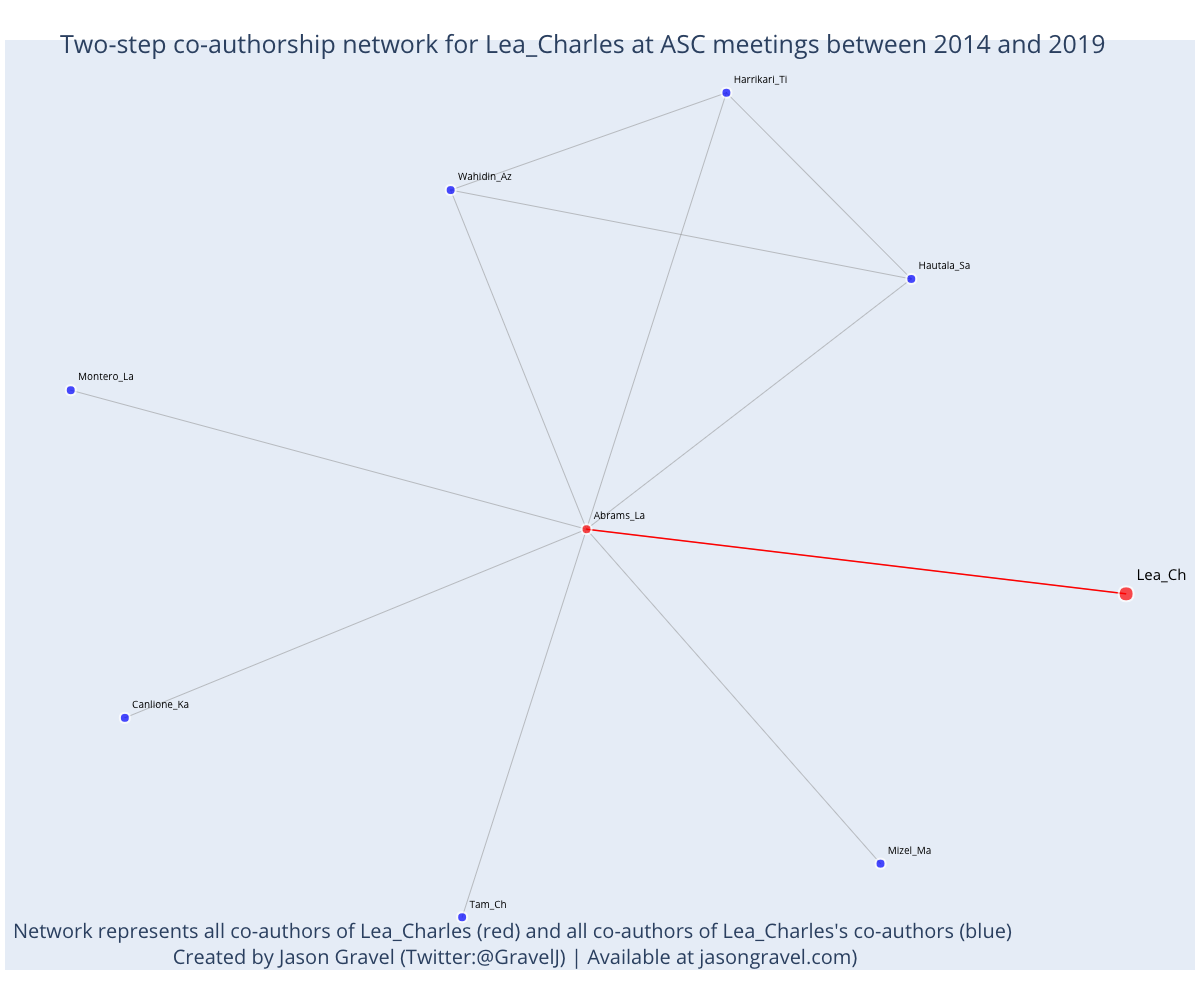 Two-step co-authorship network for Lea_Charles at ASC meetings between 2014 and 2019
Harrikari_Ti
Wahidin_Az
Hautala_Sa
Montero_La
Abrams_La
Lea_Ch
Canlione_Ka
Mizel_Ma
Tam_Ch
Network represents all co-authors of Lea_Charles (red) and all co-authors of Lea_Charles's co-authors (blue)
Created by Jason Gravel (Twitter:@GravelJ) | Available at jasongravel.com)